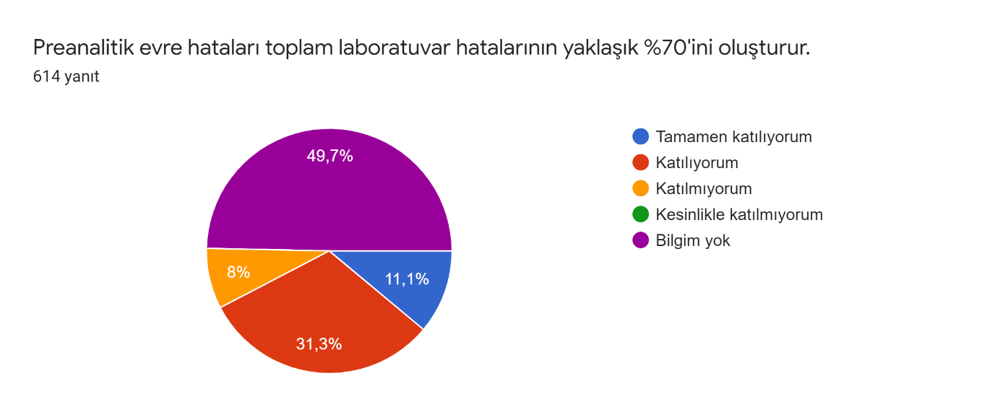 Preanalitik evre hataları toplam laboratuvar hatalarının yaklaşık %70'ini oluşturur.
614 yanıt
49,7%
8%
11,1%
31,3%
Tamamen katılıyorum
Katılıyorum
Katılmıyorum
Kesinlikle katılmıyorum
Bilgim yok